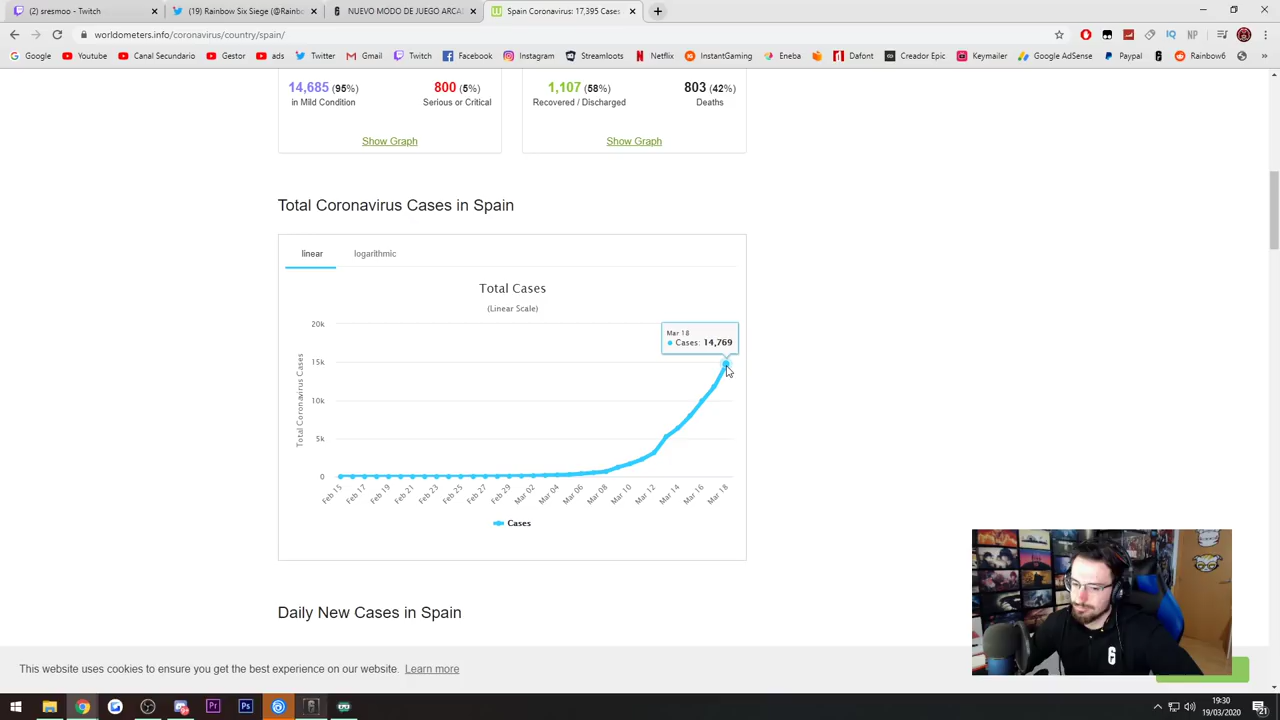 (2) sresmoo - Twitch
(19) Rainbow Six Siege (@Rainbo
NUEVO MODO DE JUEGO ARCA
Spain Coronavirus: 17,395 Cases
worldometers.info/coronavirus/country/spain/
Google
Youtube
Canal Secundario
Gestor
ads
Twitter
Gmail
Twitch
Facebook
Instagram
Streamloots
Netflix
InstantGaming
Eneba
Dafont
Creador Epic
Keymailer
Google AdSense
Paypal
Rainbow6
14,685 (95%)
in Mild Condition
800 (5%)
Serious or Critical
Show Graph
1,107 (58%)
Recovered / Discharged
803 (42%)
Deaths
Show Graph
Total Coronavirus Cases in Spain
linear
logarithmic
Total Cases
(Linear Scale)
Mar 18
Cases: 14,769
Total Coronavirus Cases
20k
15k
10k
5k
0
Feb 15
Feb 17
Feb 19
Feb 21
Feb 23
Feb 25
Feb 27
Feb 29
Mar 02
Mar 04
Mar 06
Mar 08
Mar 10
Mar 12
Mar 14
Mar 16
Mar 18
Cases
Daily New Cases in Spain
This website uses cookies to ensure you get the best experience on our website. Learn more
19:30
19/03/2020
21